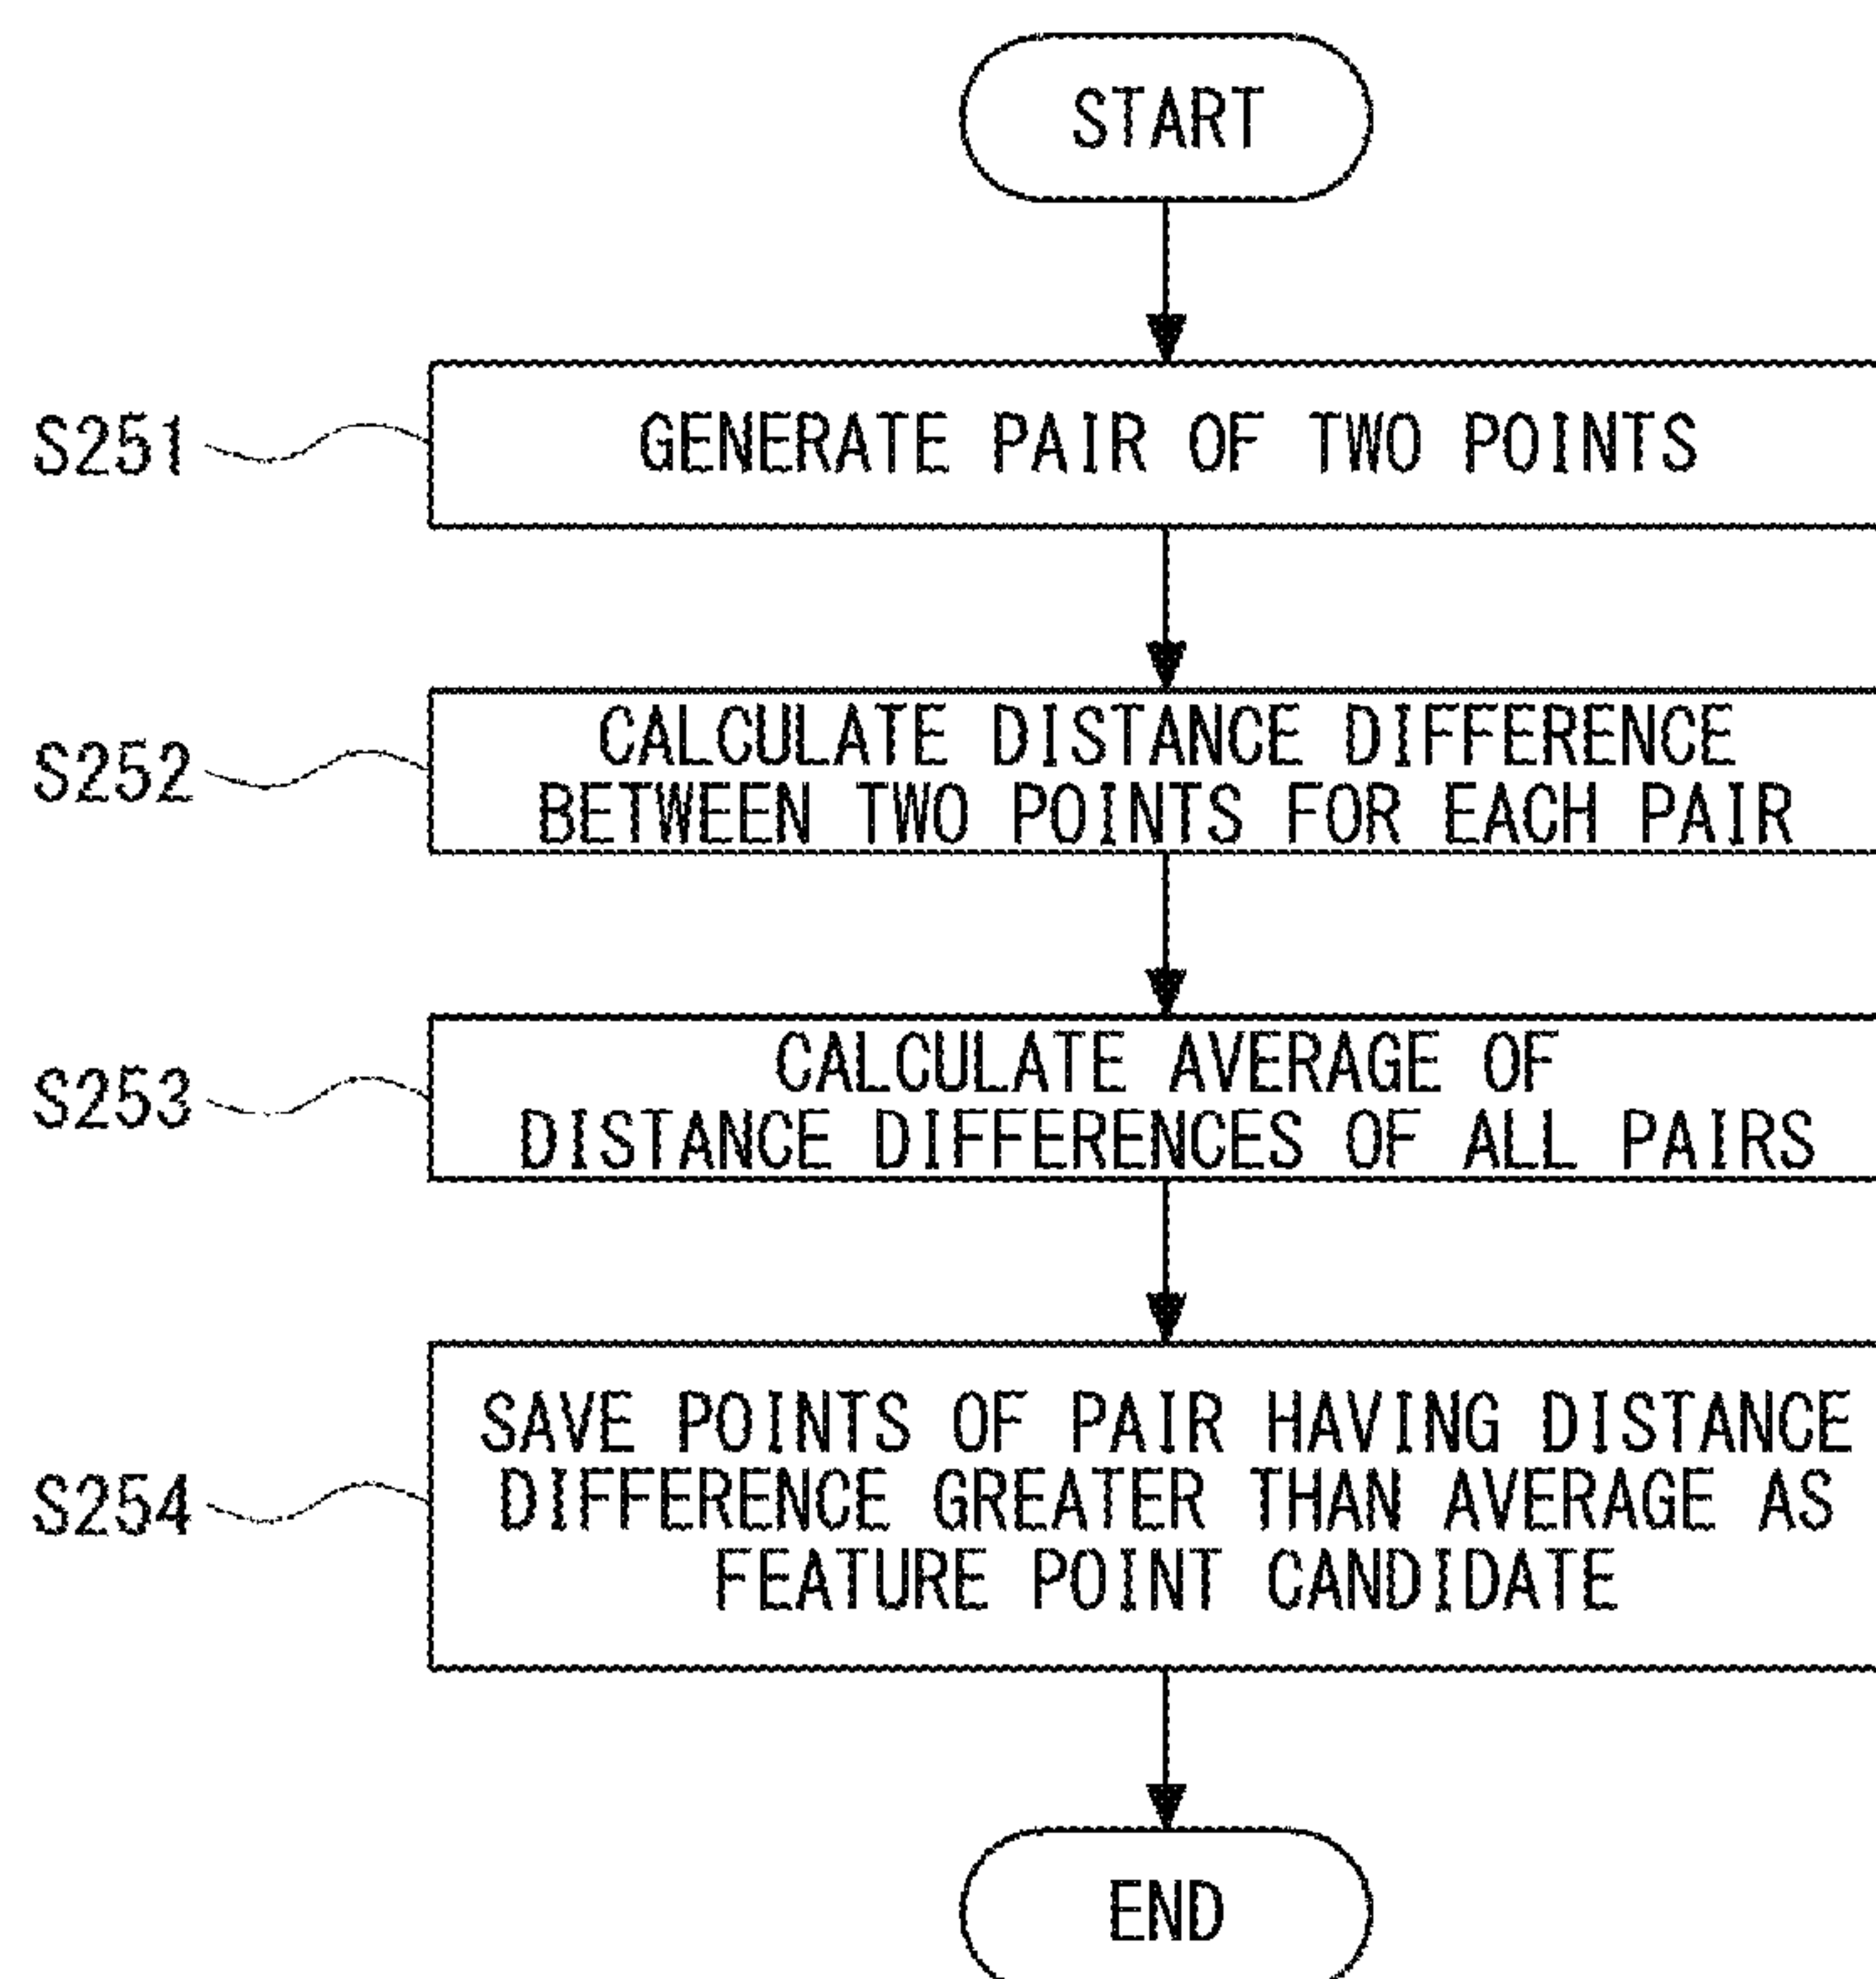 START
S251
GENERATE PAIR OF TWO POINTS
S252
CALCULATE DISTANCE DIFFERENCE
BETWEEN TWO POINTS FOR EACH PAIR
S253
CALCULATE AVERAGE OF
DISTANCE DIFFERENCES OF ALL PAIRS
S254
SAVE POINTS OF PAIR HAVING DISTANCE
DIFFERENCE GREATER THAN AVERAGE AS
FEATURE POINT CANDIDATE
END